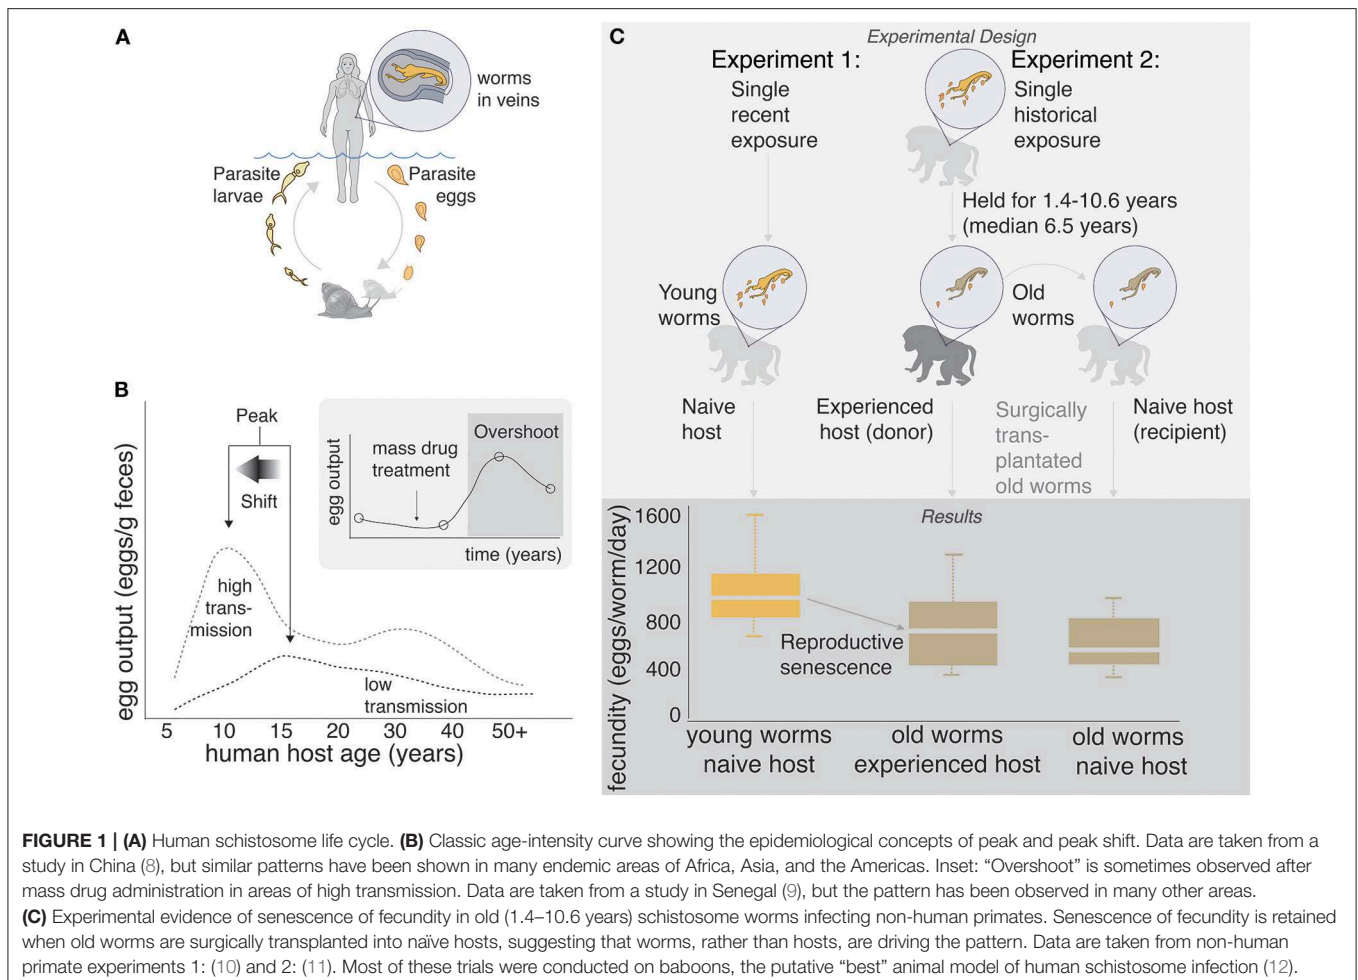 A
worms
in veins
Parasite
larvae
Parasite
eggs
B
egg output (eggs/g feces)
Peak
Shift
high
trans-
mission
low
transmission
egg output
mass drug
treatment
Overshoot
time (years)
5 10 15 20 30 40 50+
human host age (years)
C
Experimental Design
Experiment 1:
Single
recent
exposure
Experiment 2:
Single
historical
exposure
Held for 1.4-10.6 years
(median 6.5 years)
Young
worms
Old
worms
Naive
host
Experienced
host (donor)
Surgically
trans-
plantated
old worms
Naive host
(recipient)
Results
fecundity (eggs/worm/day)
1600
1200
800
400
0
Reproductive
senescence
young worms
naive host
old worms
experienced host
old worms
naive host
FIGURE 1 | (A) Human schistosome life cycle. (B) Classic age-intensity curve showing the epidemiological concepts of peak and peak shift. Data are taken from a
study in China (8), but similar patterns have been shown in many endemic areas of Africa, Asia, and the Americas. Inset: “Overshoot” is sometimes observed after
mass drug administration in areas of high transmission. Data are taken from a study in Senegal (9), but the pattern has been observed in many other areas.
(C) Experimental evidence of senescence of fecundity in old (1.4–10.6 years) schistosome worms infecting non-human primates. Senescence of fecundity is retained
when old worms are surgically transplanted into naïve hosts, suggesting that worms, rather than hosts, are driving the pattern. Data are taken from non-human
primate experiments 1: (10) and 2: (11). Most of these trials were conducted on baboons, the putative “best” animal model of human schistosome infection (12).